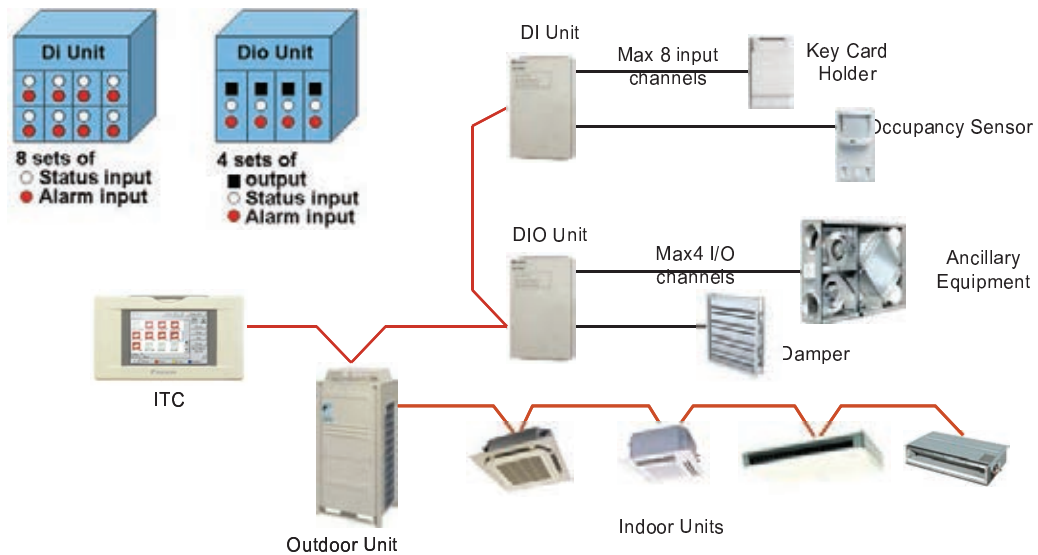 Di Unit
8 sets of
Status input
Alarm input
Dio Unit
4 sets of
output
Status input
Alarm input
DI Unit
Max 8 input
channels
Key Card
Holder
Occupancy Sensor
DIO Unit
Max4 I/O
channels
Ancillary
Equipment
Damper
ITC
Outdoor Unit
Indoor Units